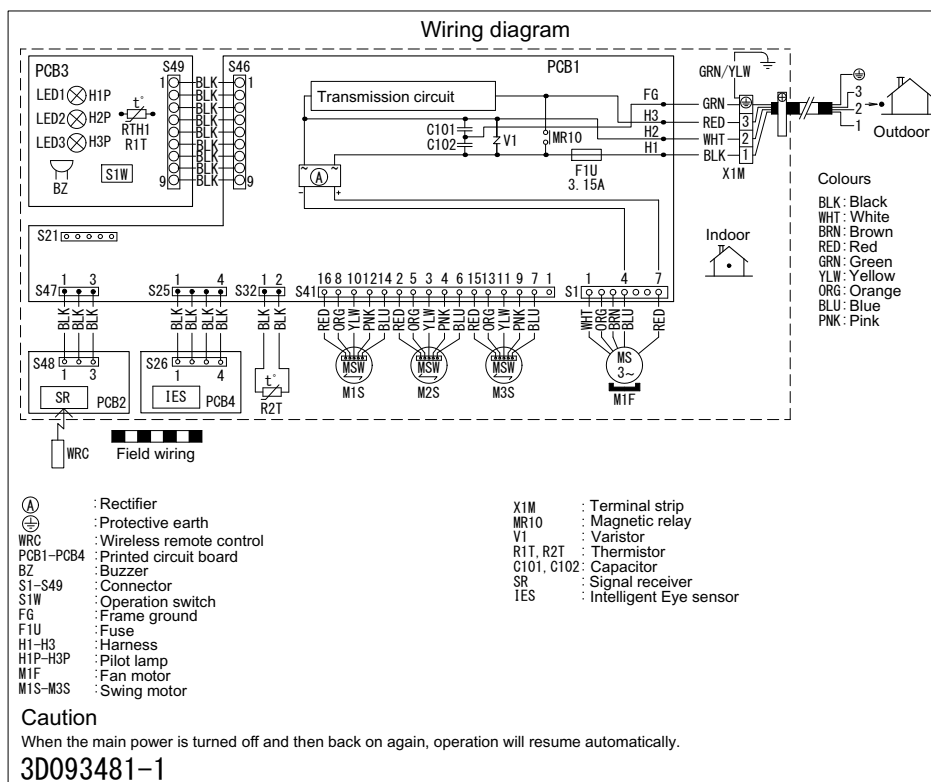 Wiring diagram
PCB3
S49
S46
PCB1
GRN/YLW
1
BLK
1
LED1 H1P
BLK
LED2 H2P
BLK
LED3 H3P
BLK
t°
RTH1
R1T
BLK
BLK
BLK
BLK
9
BLK
9
BZ
S1W
Transmission circuit
FG
GRN
H3
RED
3
H2
WHT
2
H1
BLK
1
C101
C102
V1
MR10
F1U
3.15A
X1M
~
A
~
-
+
3
2
1
Outdoor
Indoor
Colours
BLK: Black
WHT: White
BRN: Brown
RED: Red
GRN: Green
YLW: Yellow
ORG: Orange
BLU: Blue
PNK: Pink
S21
1 3
1 4
1 2
16 8 10 12 14 2 5 3 4 6 15 13 11 9 7 1
1 4 7
S47
S25
S32
S41
S1
BLK BLK BLK
BLK BLK BLK BLK
BLK BLK
RED ORG YLW PNK BLU RED ORG YLW PNK BLU RED ORG YLW PNK BLU
WHT ORG BRN BLU RED
S48
1 3
SR
PCB2
S26
1 4
IES
PCB4
t°
R2T
MSW
M1S
MSW
M2S
MSW
M3S
MS
3~
M1F
WRC
Field wiring
A : Rectifier
: Protective earth
WRC : Wireless remote control
PCB1-PCB4 : Printed circuit board
BZ : Buzzer
S1-S49 : Connector
S1W : Operation switch
FG : Frame ground
F1U : Fuse
H1-H3 : Harness
H1P-H3P : Pilot lamp
M1F : Fan motor
M1S-M3S : Swing motor
X1M : Terminal strip
MR10 : Magnetic relay
V1 : Varistor
R1T, R2T : Thermistor
C101, C102 : Capacitor
SR : Signal receiver
IES : Intelligent Eye sensor
Caution
When the main power is turned off and then back on again, operation will resume automatically.
3D093481-1